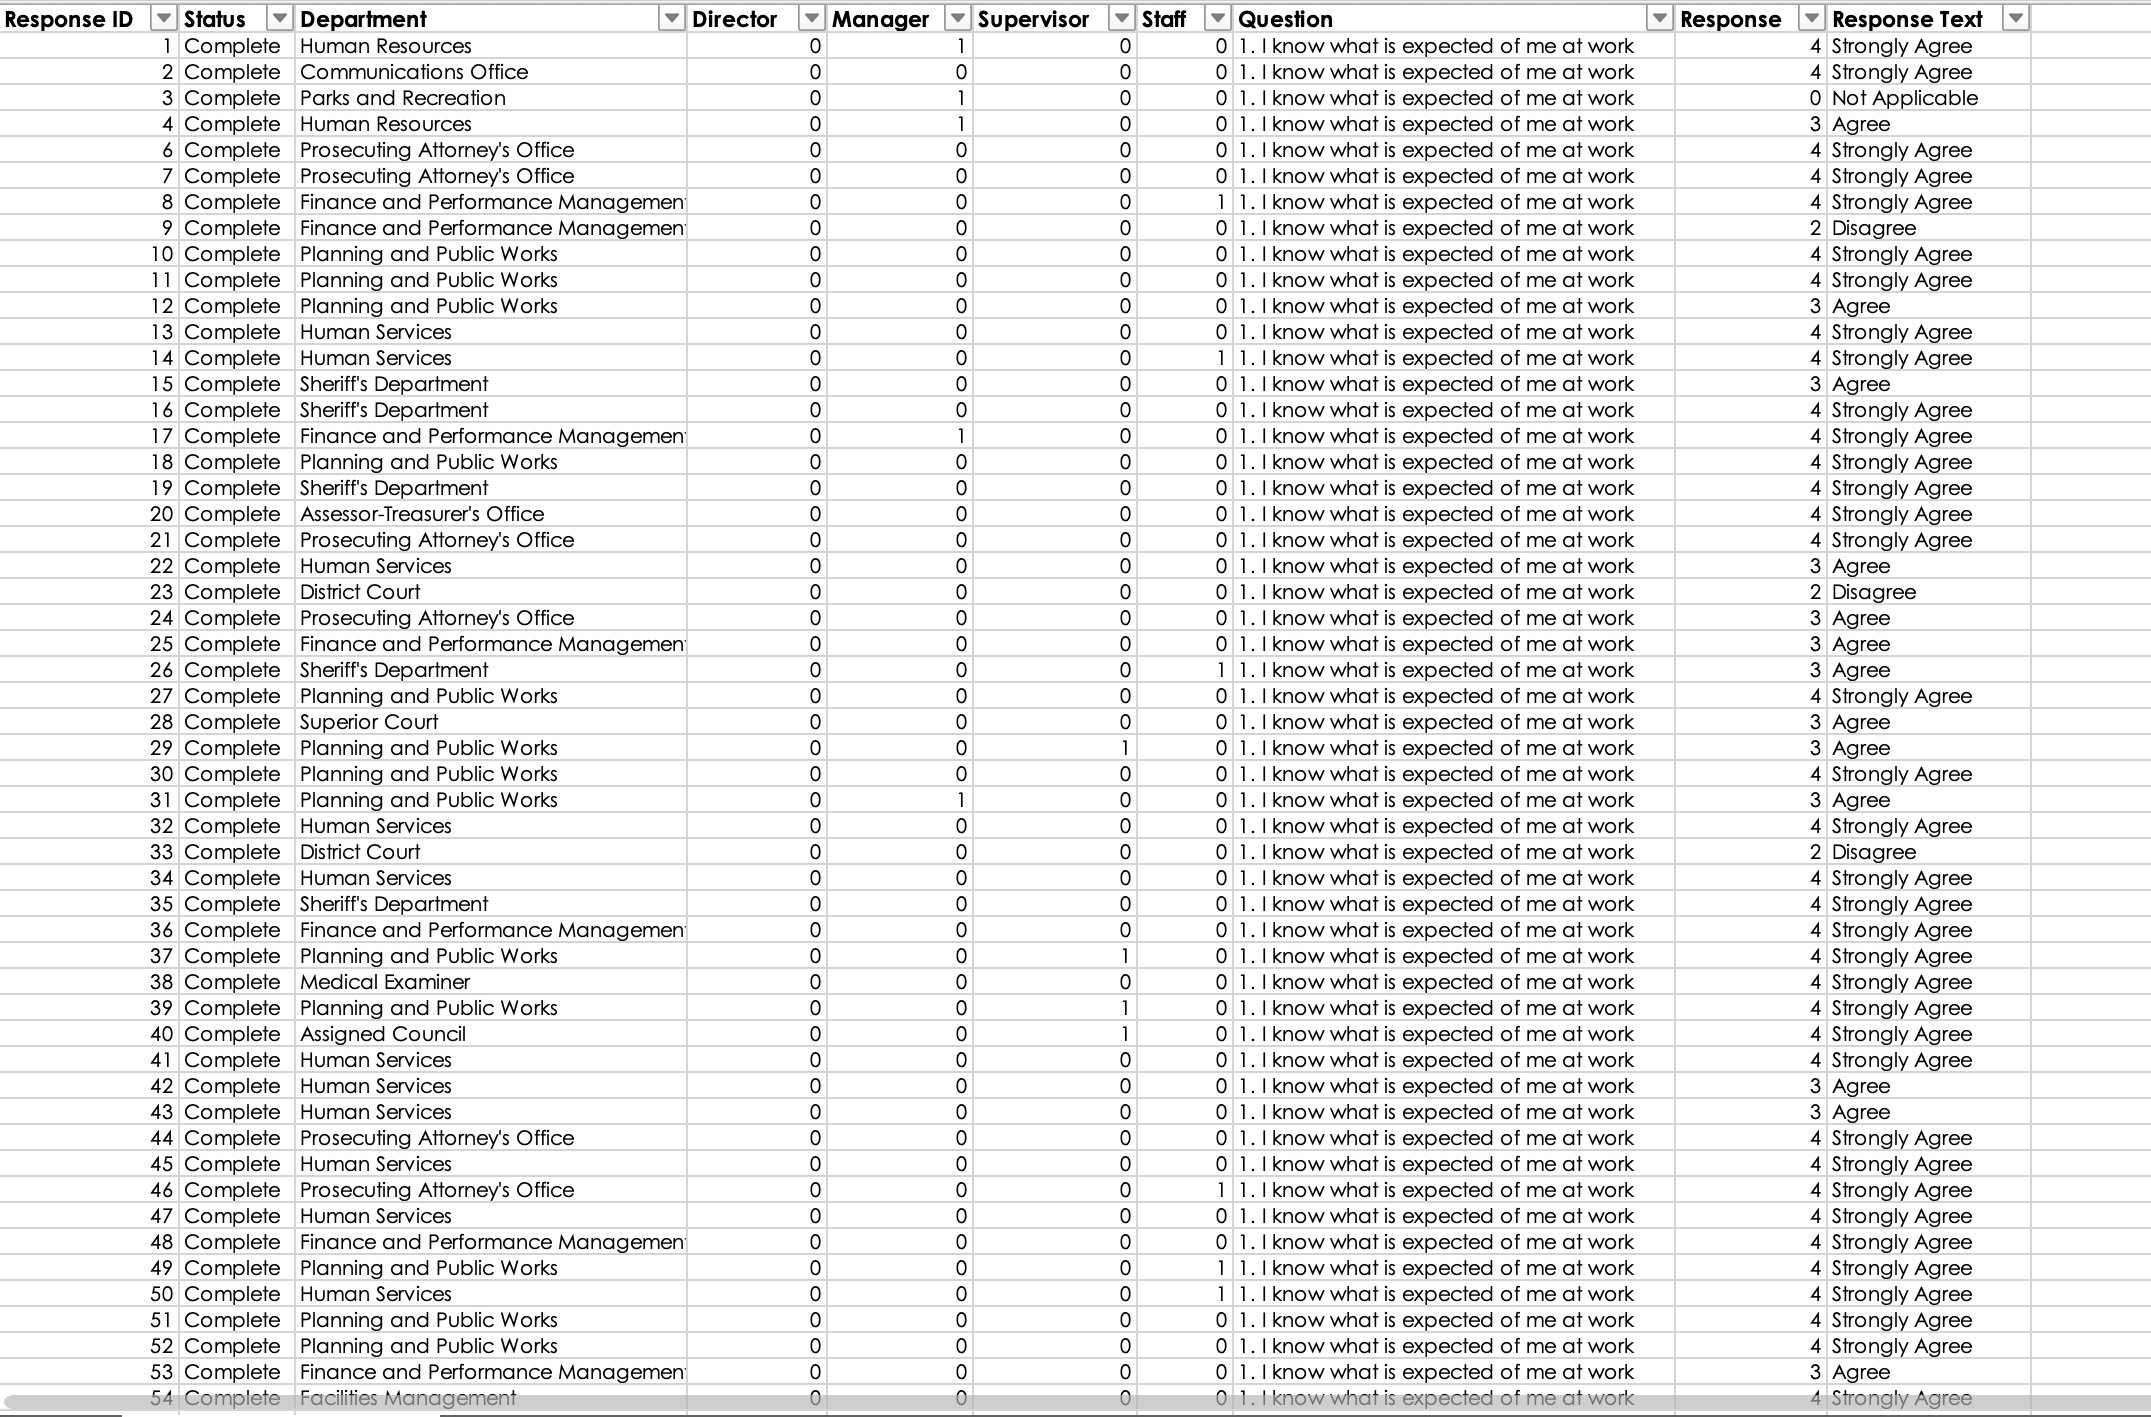 Response ID Status Department Director Manager Supervisor Staff Question Response Response Text
1 Complete Human Resources 0 1 0 0 1. I know what is expected of me at work 4 Strongly Agree
2 Complete Communications Office 0 0 0 0 1. I know what is expected of me at work 4 Strongly Agree
3 Complete Parks and Recreation 0 1 0 0 1. I know what is expected of me at work 0 Not Applicable
4 Complete Human Resources 0 1 0 0 1. I know what is expected of me at work 3 Agree
6 Complete Prosecuting Attorney's Office 0 0 0 0 1. I know what is expected of me at work 4 Strongly Agree
7 Complete Prosecuting Attorney's Office 0 0 0 0 1. I know what is expected of me at work 4 Strongly Agree
8 Complete Finance and Performance Management 0 0 0 1 1. I know what is expected of me at work 4 Strongly Agree
9 Complete Finance and Performance Management 0 0 0 0 1. I know what is expected of me at work 2 Disagree
10 Complete Planning and Public Works 0 0 0 0 1. I know what is expected of me at work 4 Strongly Agree
11 Complete Planning and Public Works 0 0 0 0 1. I know what is expected of me at work 4 Strongly Agree
12 Complete Planning and Public Works 0 0 0 0 1. I know what is expected of me at work 3 Agree
13 Complete Human Services 0 0 0 0 1. I know what is expected of me at work 4 Strongly Agree
14 Complete Human Services 0 0 0 1 1. I know what is expected of me at work 4 Strongly Agree
15 Complete Sheriff's Department 0 0 0 0 1. I know what is expected of me at work 3 Agree
16 Complete Sheriff's Department 0 0 0 0 1. I know what is expected of me at work 4 Strongly Agree
17 Complete Finance and Performance Management 0 1 0 0 1. I know what is expected of me at work 4 Strongly Agree
18 Complete Planning and Public Works 0 0 0 0 1. I know what is expected of me at work 4 Strongly Agree
19 Complete Sheriff's Department 0 0 0 0 1. I know what is expected of me at work 4 Strongly Agree
20 Complete Assessor-Treasurer's Office 0 0 0 0 1. I know what is expected of me at work 4 Strongly Agree
21 Complete Prosecuting Attorney's Office 0 0 0 0 1. I know what is expected of me at work 4 Strongly Agree
22 Complete Human Services 0 0 0 0 1. I know what is expected of me at work 3 Agree
23 Complete District Court 0 0 0 0 1. I know what is expected of me at work 2 Disagree
24 Complete Prosecuting Attorney's Office 0 0 0 0 1. I know what is expected of me at work 3 Agree
25 Complete Finance and Performance Management 0 0 0 0 1. I know what is expected of me at work 3 Agree
26 Complete Sheriff's Department 0 0 0 1 1. I know what is expected of me at work 3 Agree
27 Complete Planning and Public Works 0 0 0 0 1. I know what is expected of me at work 4 Strongly Agree
28 Complete Superior Court 0 0 0 0 1. I know what is expected of me at work 3 Agree
29 Complete Planning and Public Works 0 0 1 0 1. I know what is expected of me at work 3 Agree
30 Complete Planning and Public Works 0 0 0 0 1. I know what is expected of me at work 4 Strongly Agree
31 Complete Planning and Public Works 0 1 0 0 1. I know what is expected of me at work 3 Agree
32 Complete Human Services 0 0 0 0 1. I know what is expected of me at work 4 Strongly Agree
33 Complete District Court 0 0 0 0 1. I know what is expected of me at work 2 Disagree
34 Complete Human Services 0 0 0 0 1. I know what is expected of me at work 4 Strongly Agree
35 Complete Sheriff's Department 0 0 0 0 1. I know what is expected of me at work 4 Strongly Agree
36 Complete Finance and Performance Management 0 0 0 0 1. I know what is expected of me at work 4 Strongly Agree
37 Complete Planning and Public Works 0 0 1 0 1. I know what is expected of me at work 4 Strongly Agree
38 Complete Medical Examiner 0 0 0 0 1. I know what is expected of me at work 4 Strongly Agree
39 Complete Planning and Public Works 0 0 1 0 1. I know what is expected of me at work 4 Strongly Agree
40 Complete Assigned Council 0 0 1 0 1. I know what is expected of me at work 4 Strongly Agree
41 Complete Human Services 0 0 0 0 1. I know what is expected of me at work 4 Strongly Agree
42 Complete Human Services 0 0 0 0 1. I know what is expected of me at work 3 Agree
43 Complete Human Services 0 0 0 0 1. I know what is expected of me at work 3 Agree
44 Complete Prosecuting Attorney's Office 0 0 0 0 1. I know what is expected of me at work 4 Strongly Agree
45 Complete Human Services 0 0 0 0 1. I know what is expected of me at work 4 Strongly Agree
46 Complete Prosecuting Attorney's Office 0 0 0 1 1. I know what is expected of me at work 4 Strongly Agree
47 Complete Human Services 0 0 0 0 1. I know what is expected of me at work 4 Strongly Agree
48 Complete Finance and Performance Management 0 0 0 0 1. I know what is expected of me at work 4 Strongly Agree
49 Complete Planning and Public Works 0 0 0 1 1. I know what is expected of me at work 4 Strongly Agree
50 Complete Human Services 0 0 0 1 1. I know what is expected of me at work 4 Strongly Agree
51 Complete Planning and Public Works 0 0 0 0 1. I know what is expected of me at work 4 Strongly Agree
52 Complete Planning and Public Works 0 0 0 0 1. I know what is expected of me at work 4 Strongly Agree
53 Complete Finance and Performance Management 0 0 0 0 1. I know what is expected of me at work 3 Agree
54 Complete Facilities Management 0 0 0 0 1. I know what is expected of me at work 4 Strongly Agree